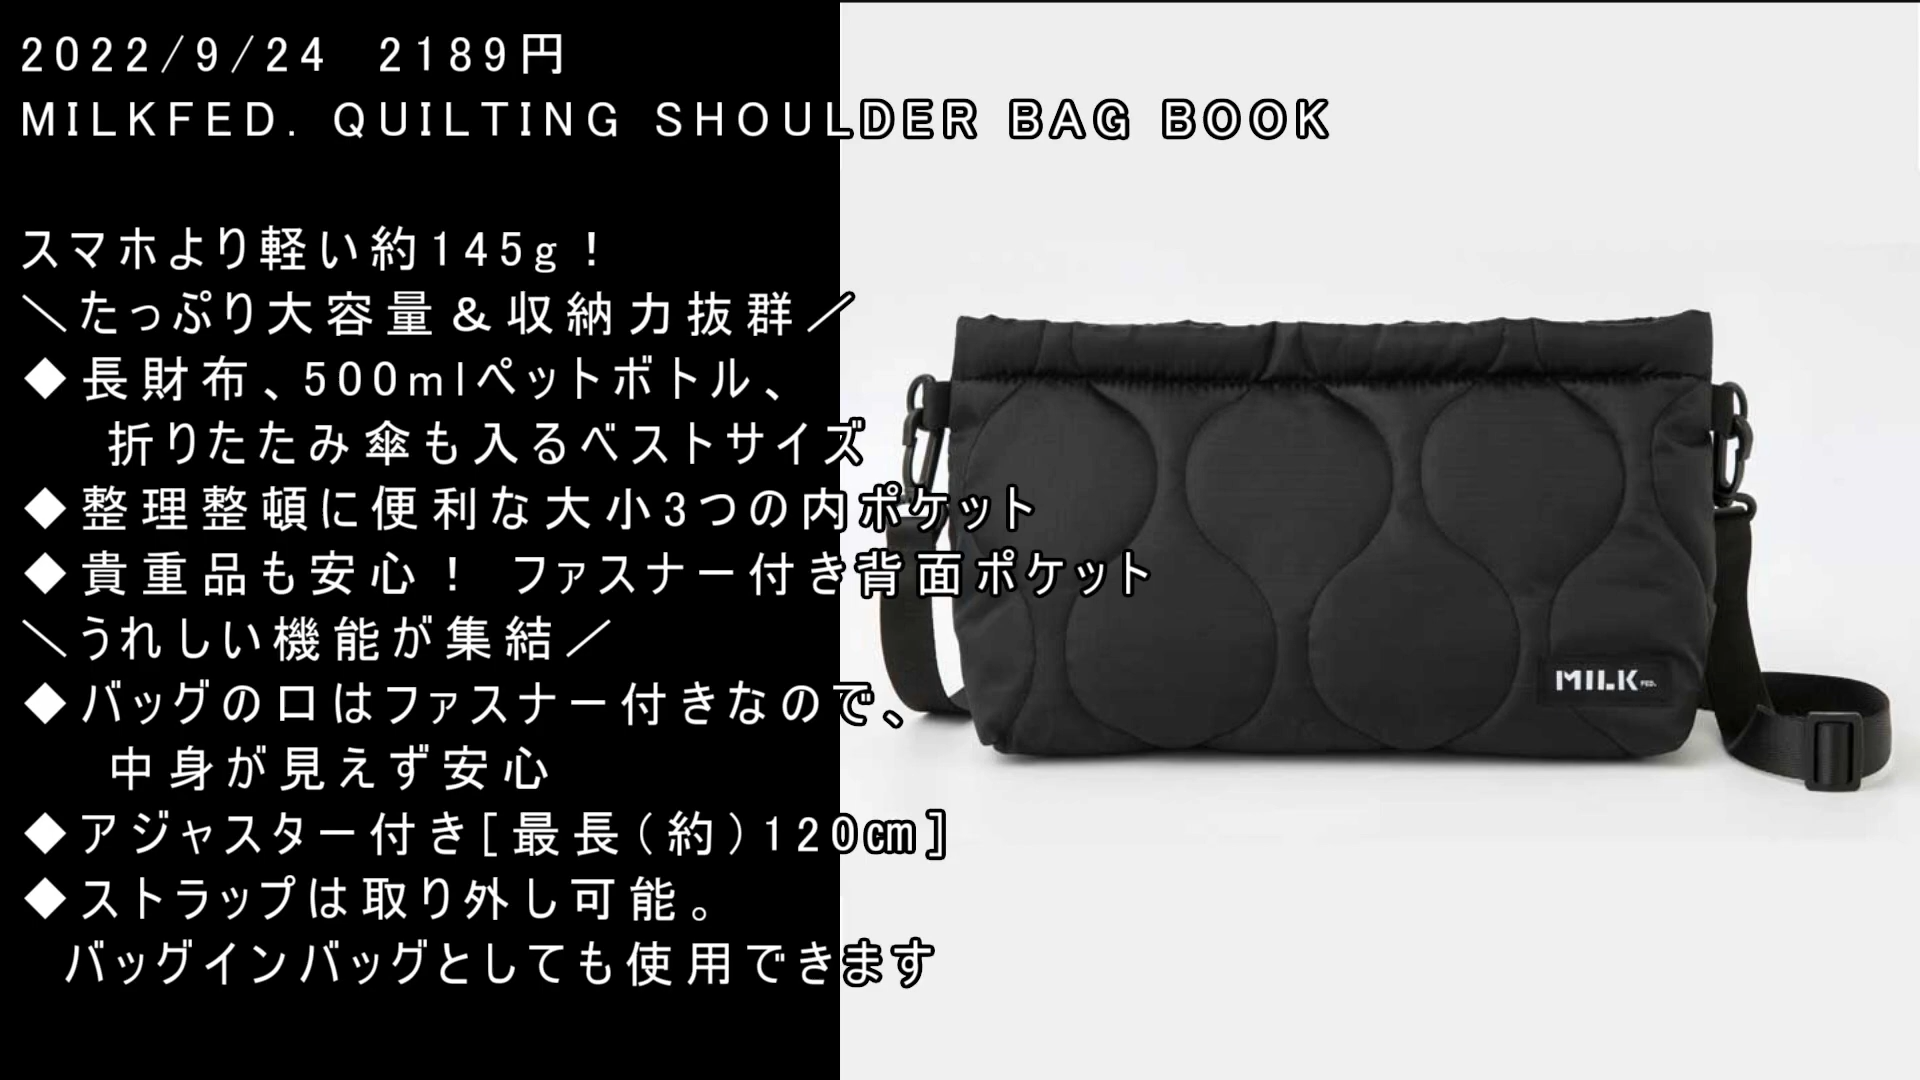 2022/9/24 2189円
MILKFED. QUILTING SHOULDER BAG BOOK
スマホより軽い約145g！
＼たっぷり大容量＆収納力抜群／
◆長財布、500mlペットボトル、
折りたたみ傘も入るベストサイズ
◆整理整頓に便利な大小3つの内ポケット
◆貴重品も安心！ ファスナー付き背面ポケット
＼うれしい機能が集結／
◆バッグの口はファスナー付きなので、
中身が見えず安心
◆アジャスター付き[最長(約)120㎝]
◆ストラップは取り外し可能。
バッグインバッグとしても使用できます
MILK FED.